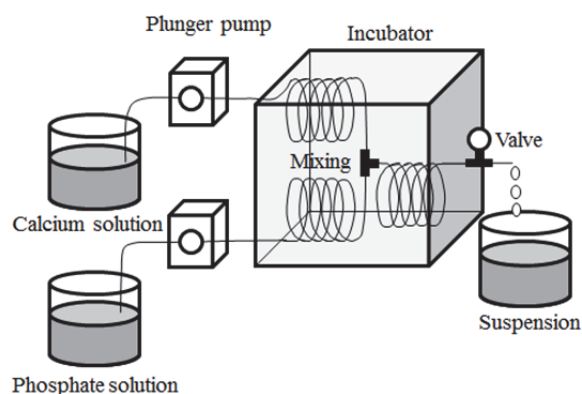 Plunger pump
Incubator
Mixing
Valve
Calcium solution
Suspension
Phosphate solution